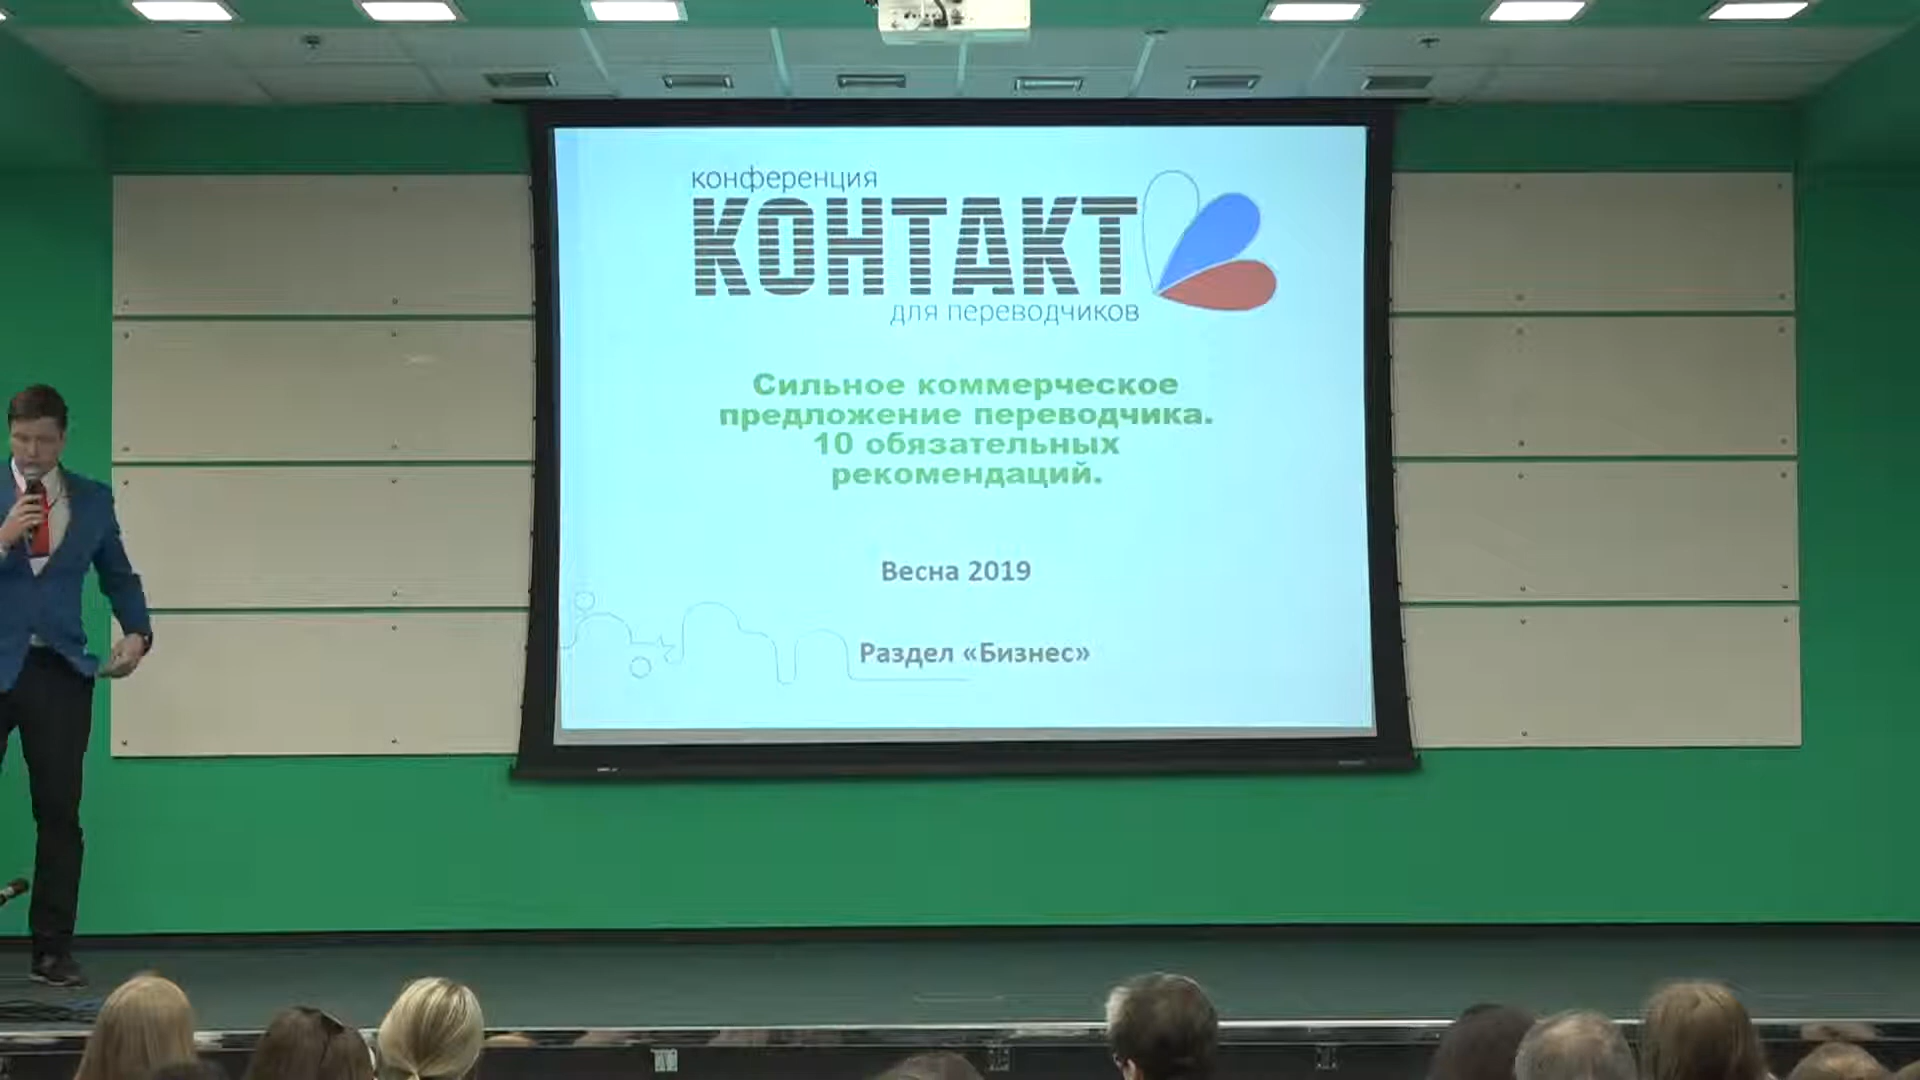 конференция
КОНТАКТ
для переводчиков
Сильное коммерческое
предложение переводчика.
10 обязательных
рекомендаций.
Весна 2019
Раздел «Бизнес»